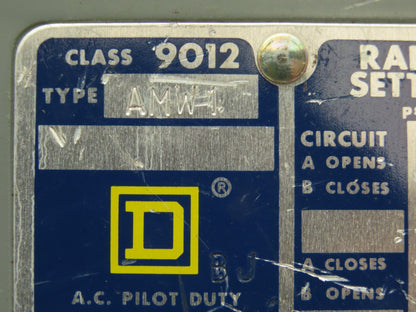 CLASS 9012
TYPE AMW-1
®
D
B J
A.C. PILOT DUTY
RA
SETT
P
CIRCUIT
A OPENS
B CLOSES
A CLOSES
B OPENS